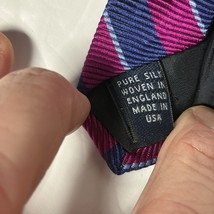 PURE SILK
WOVEN IN
ENGLAND
MADE IN
USA